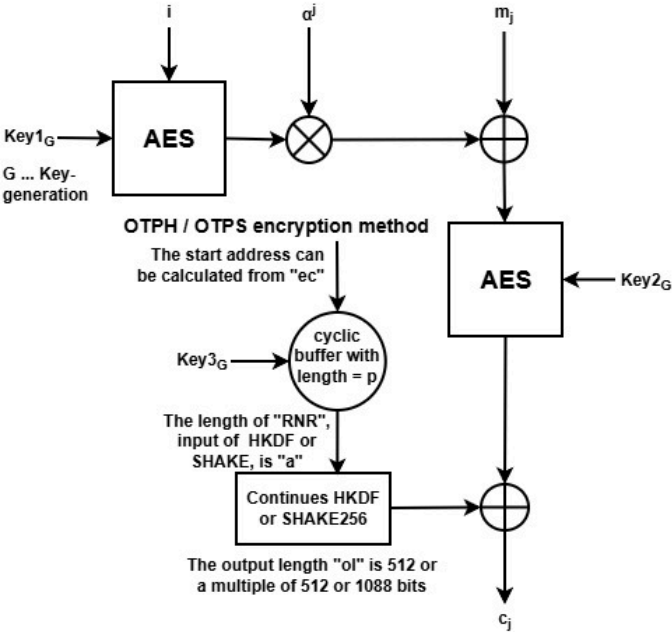 i
αʲ
mⱼ
Key1G
AES
G ... Key-
generation
OTPH / OTPS encryption method
The start address can
be calculated from "ec"
AES
Key2G
Key3G
cyclic
buffer with
length = p
The length of "RNR",
input of HKDF or
SHAKE, is "a"
Continues HKDF
or SHAKE256
The output length "ol" is 512 or
a multiple of 512 or 1088 bits
cⱼ